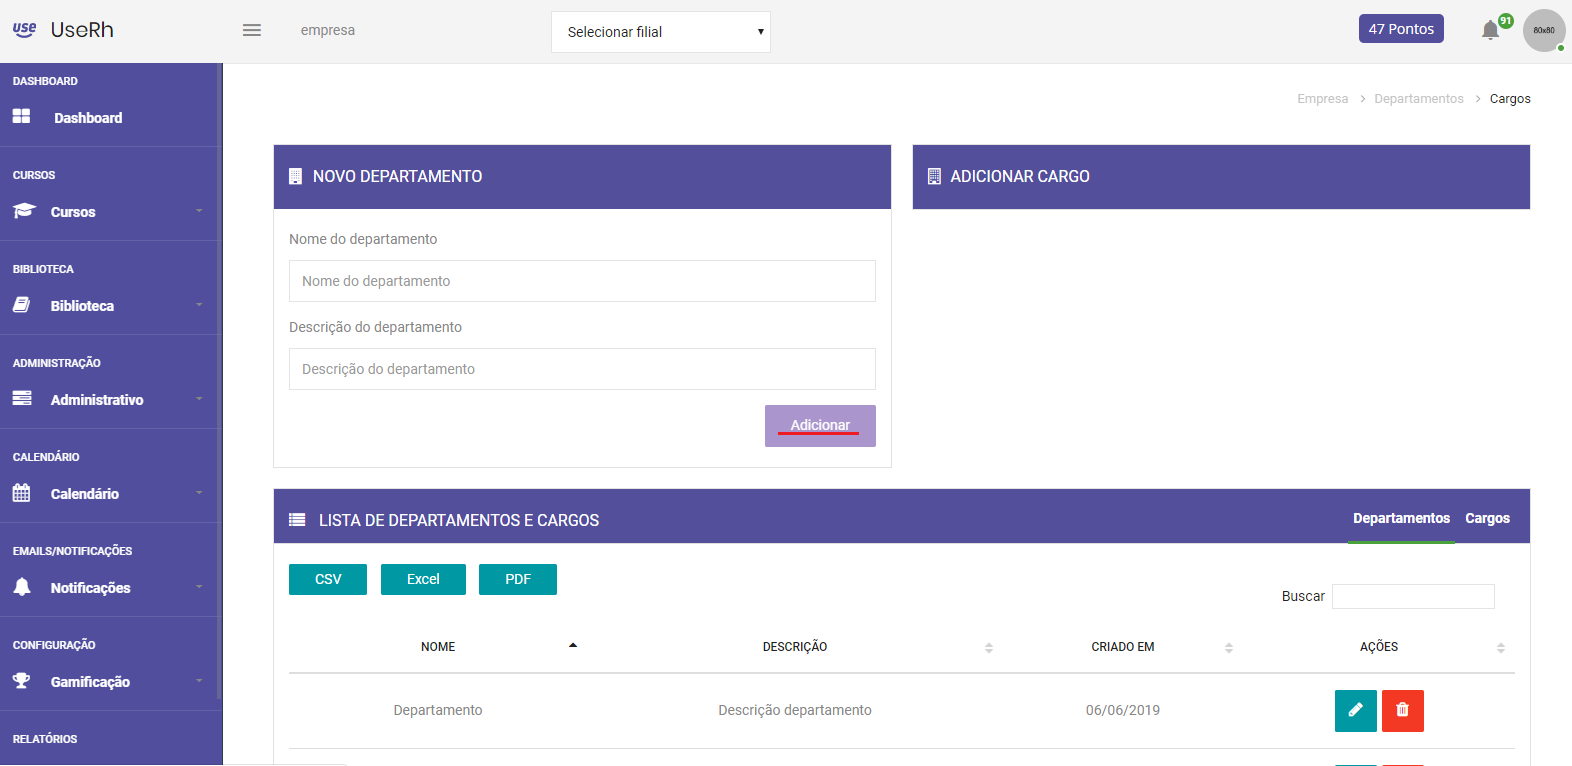 use UseRh
empresa
Selecionar filial
47 Pontos
91
80x80
DASHBOARD
Dashboard
CURSOS
Cursos
BIBLIOTECA
Biblioteca
ADMINISTRAÇÃO
Administrativo
CALENDÁRIO
Calendário
EMAILS/NOTIFICAÇÕES
Notificações
CONFIGURAÇÃO
Gamificação
RELATÓRIOS
Empresa > Departamentos > Cargos
NOVO DEPARTAMENTO
Nome do departamento
Nome do departamento
Descrição do departamento
Descrição do departamento
Adicionar
ADICIONAR CARGO
LISTA DE DEPARTAMENTOS E CARGOS
Departamentos Cargos
CSV Excel PDF
Buscar
NOME DESCRIÇÃO CRIADO EM AÇÕES
Departamento Descrição departamento 06/06/2019